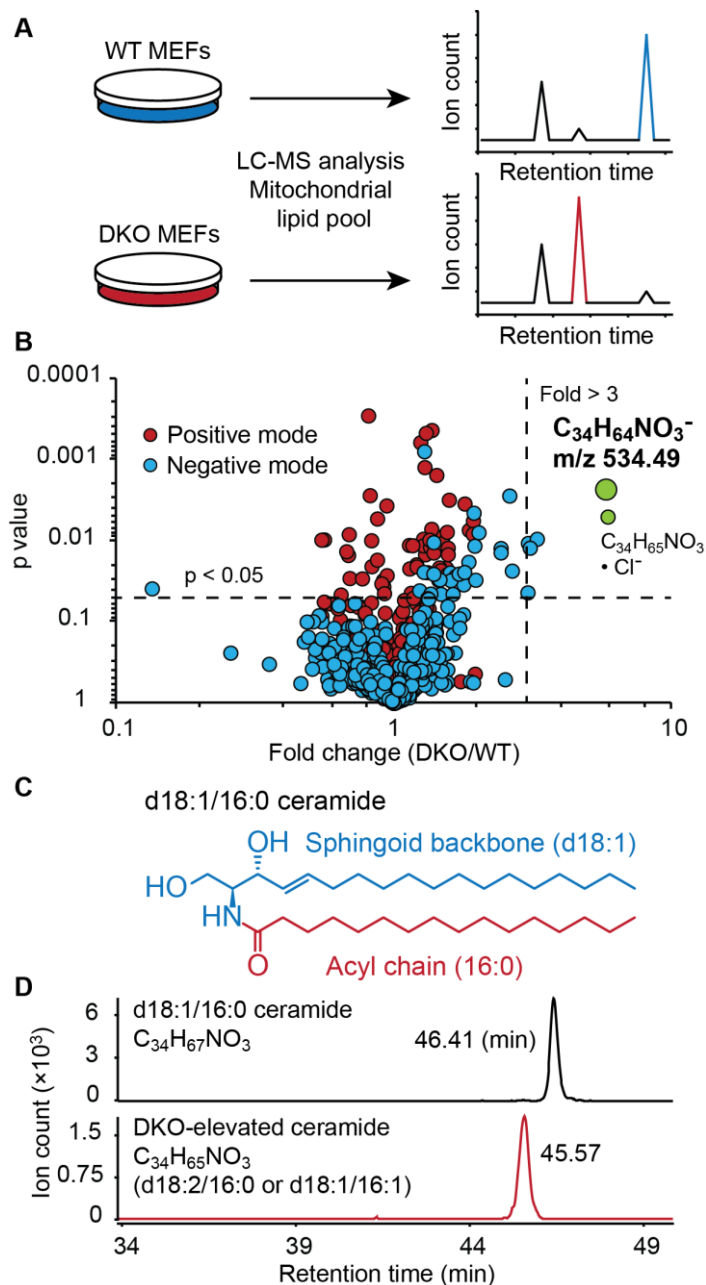 A
WT MEFs
Ion count
Retention time
LC-MS analysis
Mitochondrial
lipid pool
DKO MEFs
Ion count
Retention time
B
0.0001
0.001
0.01
0.1
1
p value
Positive mode
Negative mode
p < 0.05
Fold > 3
C₃₄H₆₄NO₃⁻
m/z 534.49
C₃₄H₆₅NO₃
• Cl⁻
0.1
1
10
Fold change (DKO/WT)
C
d18:1/16:0 ceramide
OH
Sphingoid backbone (d18:1)
HO
HN
O
Acyl chain (16:0)
D
Ion count (×10³)
6
3
0
d18:1/16:0 ceramide
C₃₄H₆₇NO₃
46.41 (min)
1.5
0.75
0
DKO-elevated ceramide
C₃₄H₆₅NO₃
(d18:2/16:0 or d18:1/16:1)
45.57
34
39
44
49
Retention time (min)